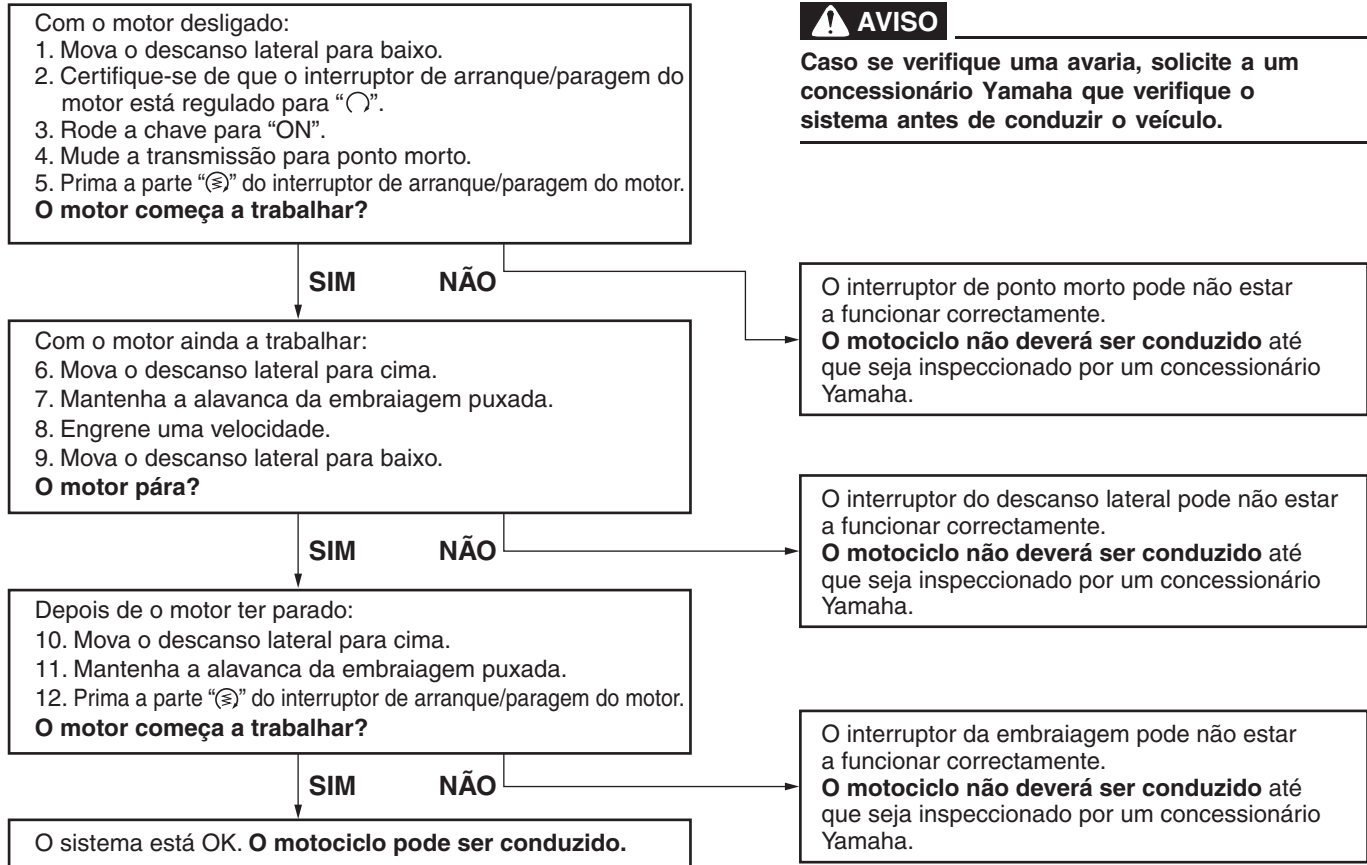 Com o motor desligado:
1. Mova o descanso lateral para baixo.
2. Certifique-se de que o interruptor de arranque/paragem do
motor está regulado para “○”.
3. Rode a chave para “ON”.
4. Mude a transmissão para ponto morto.
5. Prima a parte “(≋)” do interruptor de arranque/paragem do motor.
O motor começa a trabalhar?
AVISO
Caso se verifique uma avaria, solicite a um
concessionário Yamaha que verifique o
sistema antes de conduzir o veículo.
SIM NÃO
O interruptor de ponto morto pode não estar
a funcionar correctamente.
O motociclo não deverá ser conduzido até
que seja inspeccionado por um concessionário
Yamaha.
Com o motor ainda a trabalhar:
6. Mova o descanso lateral para cima.
7. Mantenha a alavanca da embraiagem puxada.
8. Engrene uma velocidade.
9. Mova o descanso lateral para baixo.
O motor pára?
SIM NÃO
O interruptor do descanso lateral pode não estar
a funcionar correctamente.
O motociclo não deverá ser conduzido até
que seja inspeccionado por um concessionário
Yamaha.
Depois de o motor ter parado:
10. Mova o descanso lateral para cima.
11. Mantenha a alavanca da embraiagem puxada.
12. Prima a parte “(≋)” do interruptor de arranque/paragem do motor.
O motor começa a trabalhar?
SIM NÃO
O interruptor da embraiagem pode não estar
a funcionar correctamente.
O motociclo não deverá ser conduzido até
que seja inspeccionado por um concessionário
Yamaha.
O sistema está OK. O motociclo pode ser conduzido.